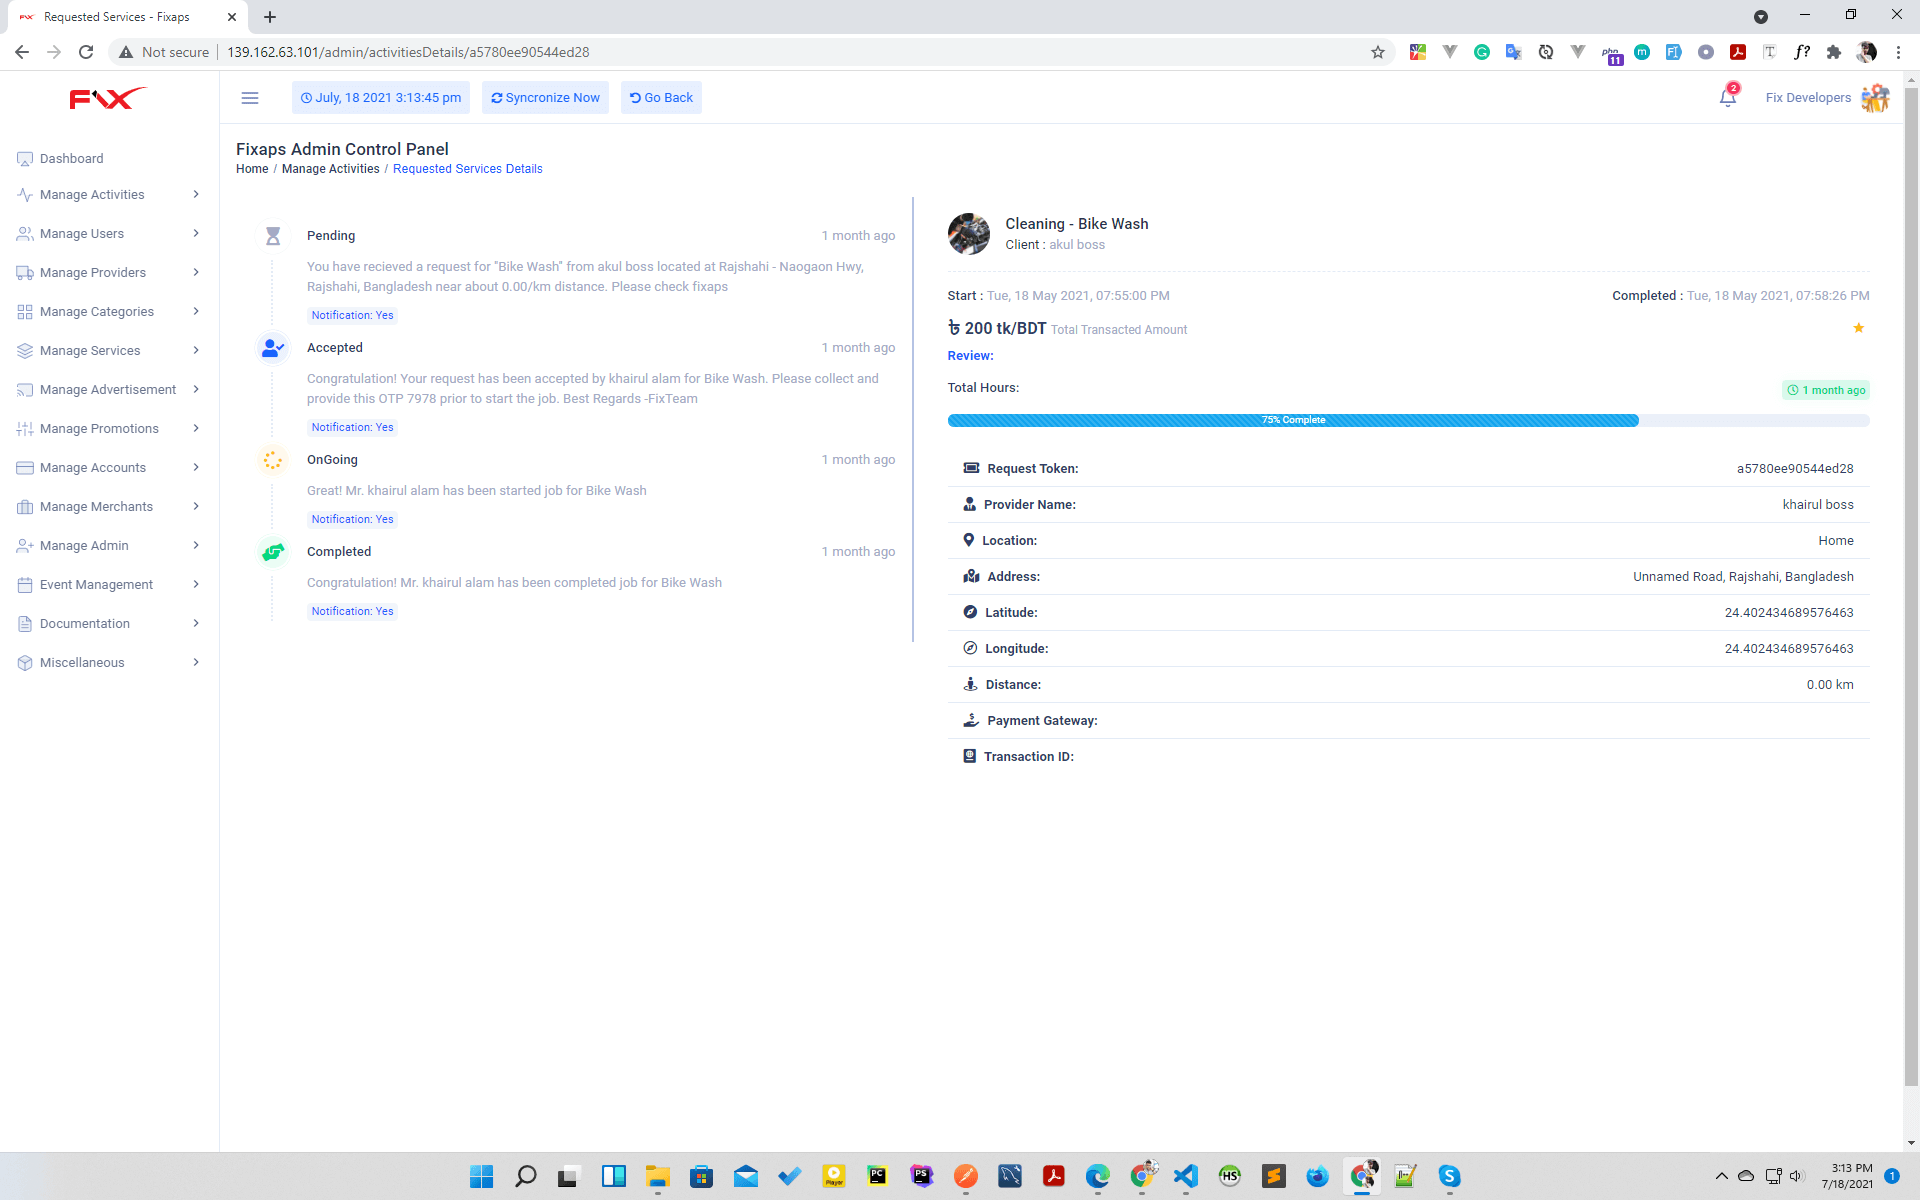 Requested Services - Fixaps
Not secure
139.162.63.101/admin/activitiesDetails/a5780ee90544ed28
php
11
FIX
July, 18 2021 3:13:45 pm
Syncronize Now
Go Back
2
Fix Developers
Dashboard
Manage Activities
Manage Users
Manage Providers
Manage Categories
Manage Services
Manage Advertisement
Manage Promotions
Manage Accounts
Manage Merchants
Manage Admin
Event Management
Documentation
Miscellaneous
Fixaps Admin Control Panel
Home / Manage Activities / Requested Services Details
Pending
1 month ago
You have recieved a request for "Bike Wash" from akul boss located at Rajshahi - Naogaon Hwy,
Rajshahi, Bangladesh near about 0.00/km distance. Please check fixaps
Notification: Yes
Accepted
1 month ago
Congratulation! Your request has been accepted by khairul alam for Bike Wash. Please collect and
provide this OTP 7978 prior to start the job. Best Regards -FixTeam
Notification: Yes
OnGoing
1 month ago
Great! Mr. khairul alam has been started job for Bike Wash
Notification: Yes
Completed
1 month ago
Congratulation! Mr. khairul alam has been completed job for Bike Wash
Notification: Yes
Cleaning - Bike Wash
Client : akul boss
Start : Tue, 18 May 2021, 07:55:00 PM
Completed : Tue, 18 May 2021, 07:58:26 PM
৳ 200 tk/BDT Total Transacted Amount
Review:
Total Hours:
1 month ago
75% Complete
Request Token:
a5780ee90544ed28
Provider Name:
khairul boss
Location:
Home
Address:
Unnamed Road, Rajshahi, Bangladesh
Latitude:
24.402434689576463
Longitude:
24.402434689576463
Distance:
0.00 km
Payment Gateway:
Transaction ID:
Player
PC
PS
HS
3:13 PM
7/18/2021
1